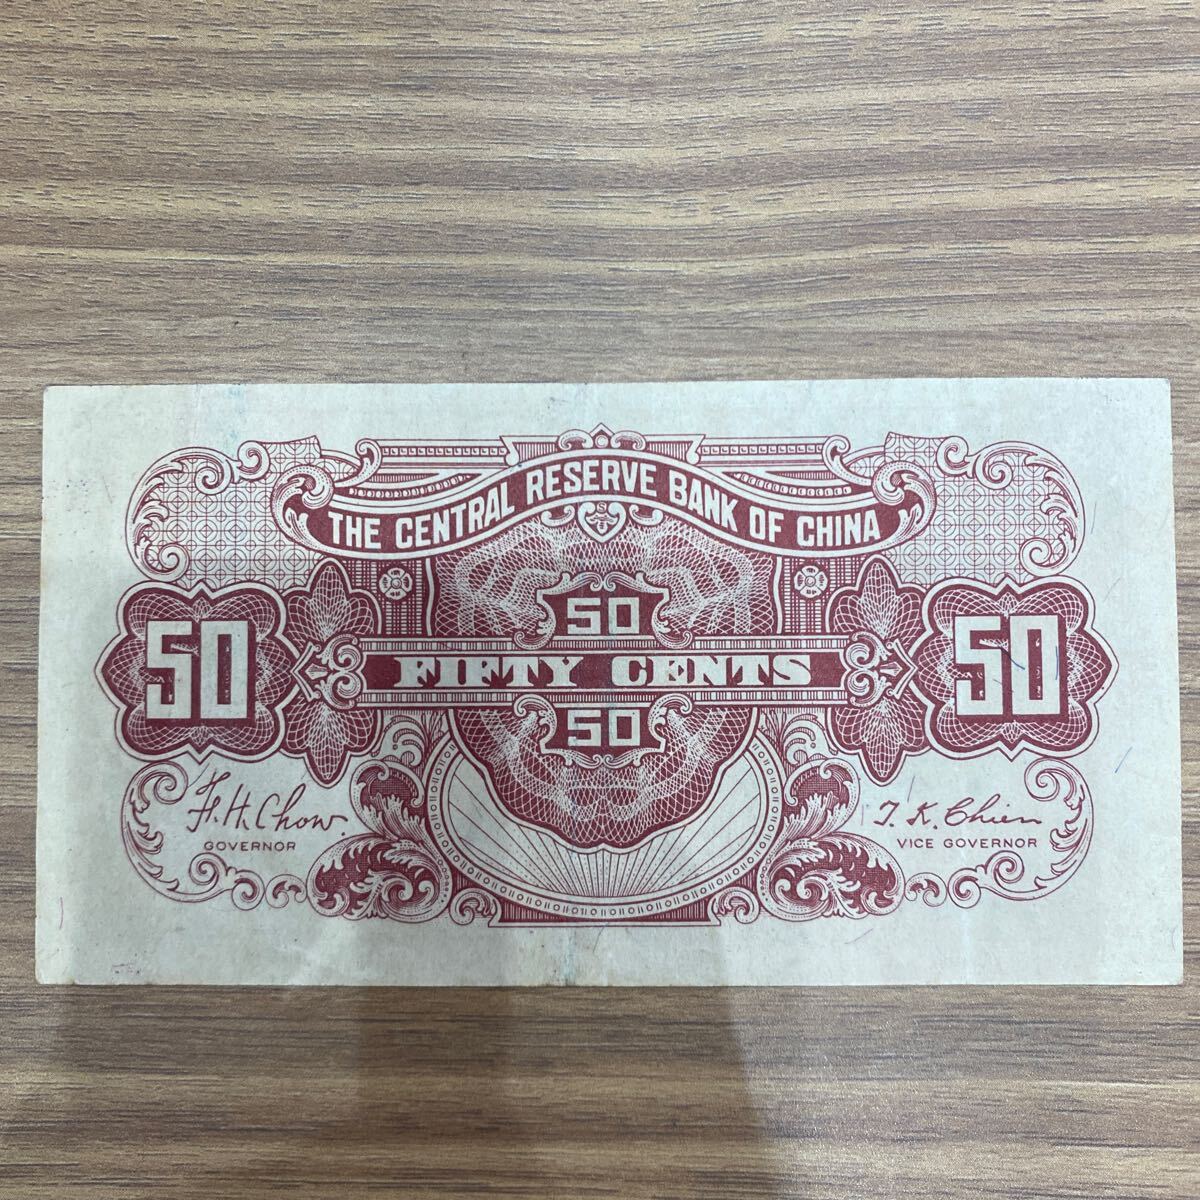 THE CENTRAL RESERVE BANK OF CHINA
50
50 FIFTY CENTS 50
50
F. H. Chow.
GOVERNOR
T. K. Chien
VICE GOVERNOR